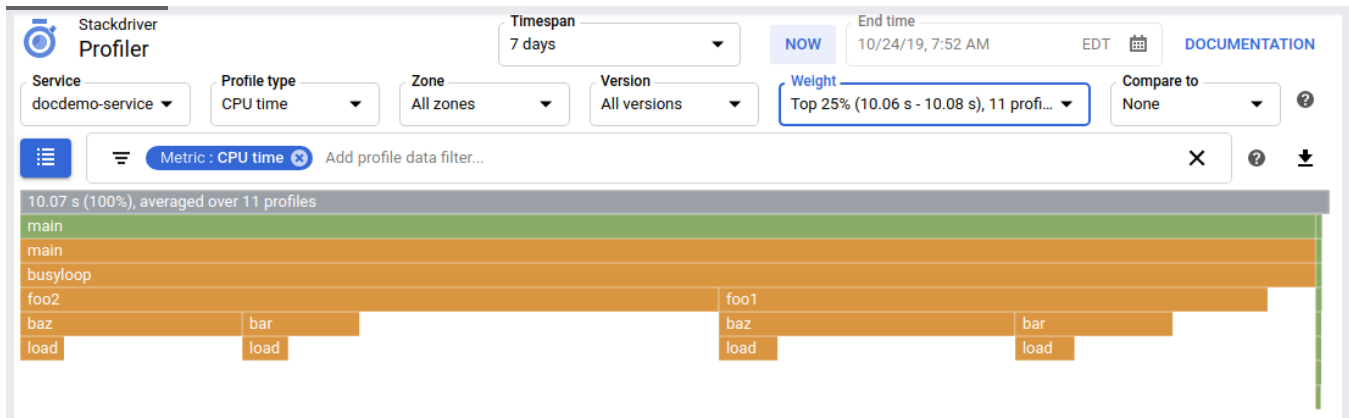 Stackdriver
Profiler
Timespan
7 days
NOW
End time
10/24/19, 7:52 AM EDT
DOCUMENTATION
Service
docdemo-service
Profile type
CPU time
Zone
All zones
Version
All versions
Weight
Top 25% (10.06 s - 10.08 s), 11 profi...
Compare to
None
Metric : CPU time
Add profile data filter...
10.07 s (100%), averaged over 11 profiles
main
main
busyloop
foo2 foo1
baz bar baz bar
load load load load